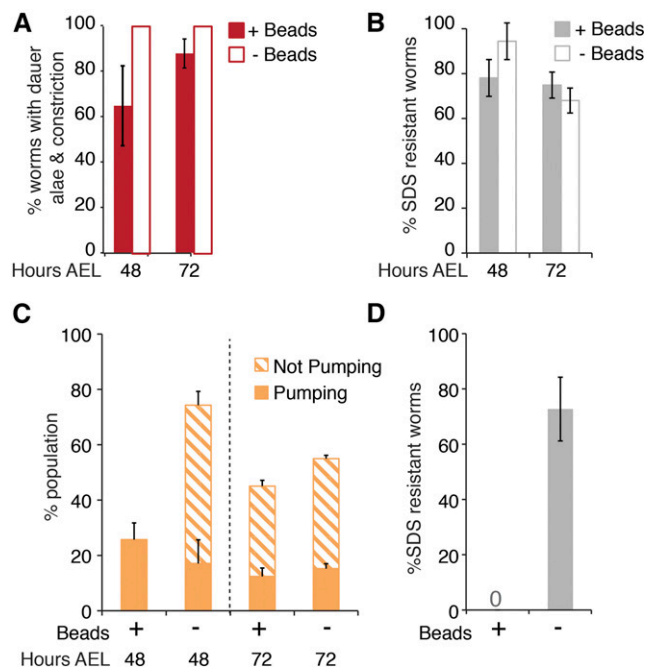 A
% worms with dauer
alae & constriction
100
80
60
40
20
0
+ Beads
- Beads
Hours AEL 48 72
B
% SDS resistant worms
100
80
60
40
20
0
+ Beads
- Beads
Hours AEL 48 72
C
% population
100
80
60
40
20
0
Not Pumping
Pumping
Beads + - + -
Hours AEL 48 48 72 72
D
%SDS resistant worms
100
80
60
40
20
0
0
Beads + -